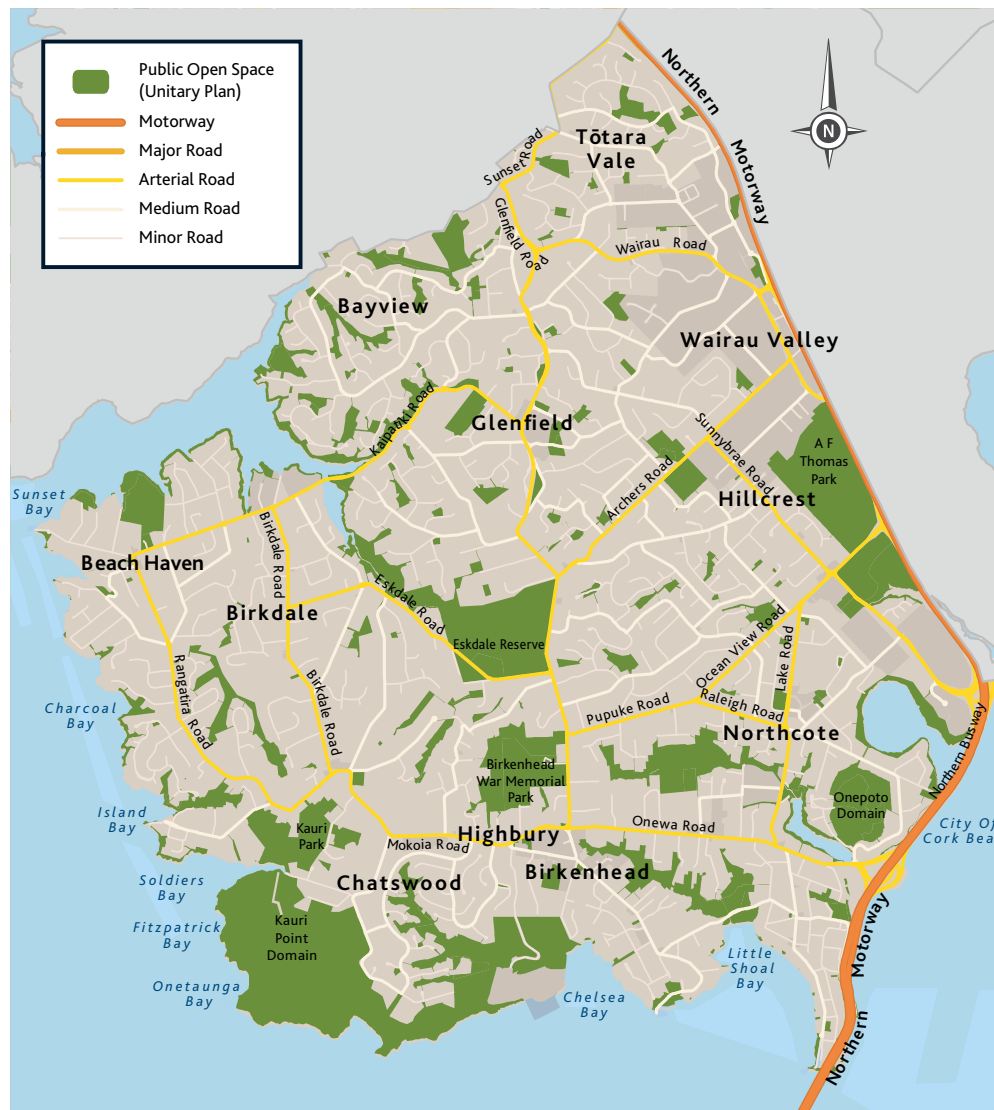 Public Open Space
(Unitary Plan)
Motorway
Major Road
Arterial Road
Medium Road
Minor Road
N
Northern
Motorway
Tōtara
Vale
Sunset Road
Glenfield Road
Wairau Road
Bayview
Wairau Valley
Kaipatiki Road
Glenfield
Sunnybrae Road
A F
Thomas
Park
Archers Road
Hillcrest
Sunset
Bay
Birkdale Road
Beach Haven
Eskdale Road
Birkdale
Eskdale Reserve
Ocean View Road
Lake Road
Rangatira Road
Birkdale Road
Charcoal
Bay
Pupuke Road
Raleigh Road
Northcote
Birkenhead
War Memorial
Park
Northern Busway
Onepoto
Domain
Island
Bay
Kauri
Park
Highbury
Onewa Road
City Of
Cork Bea
Mokoia Road
Chatswood
Birkenhead
Soldiers
Bay
Kauri
Point
Domain
Fitzpatrick
Bay
Motorway
Little
Shoal
Bay
Onetaunga
Bay
Chelsea
Bay
Northern